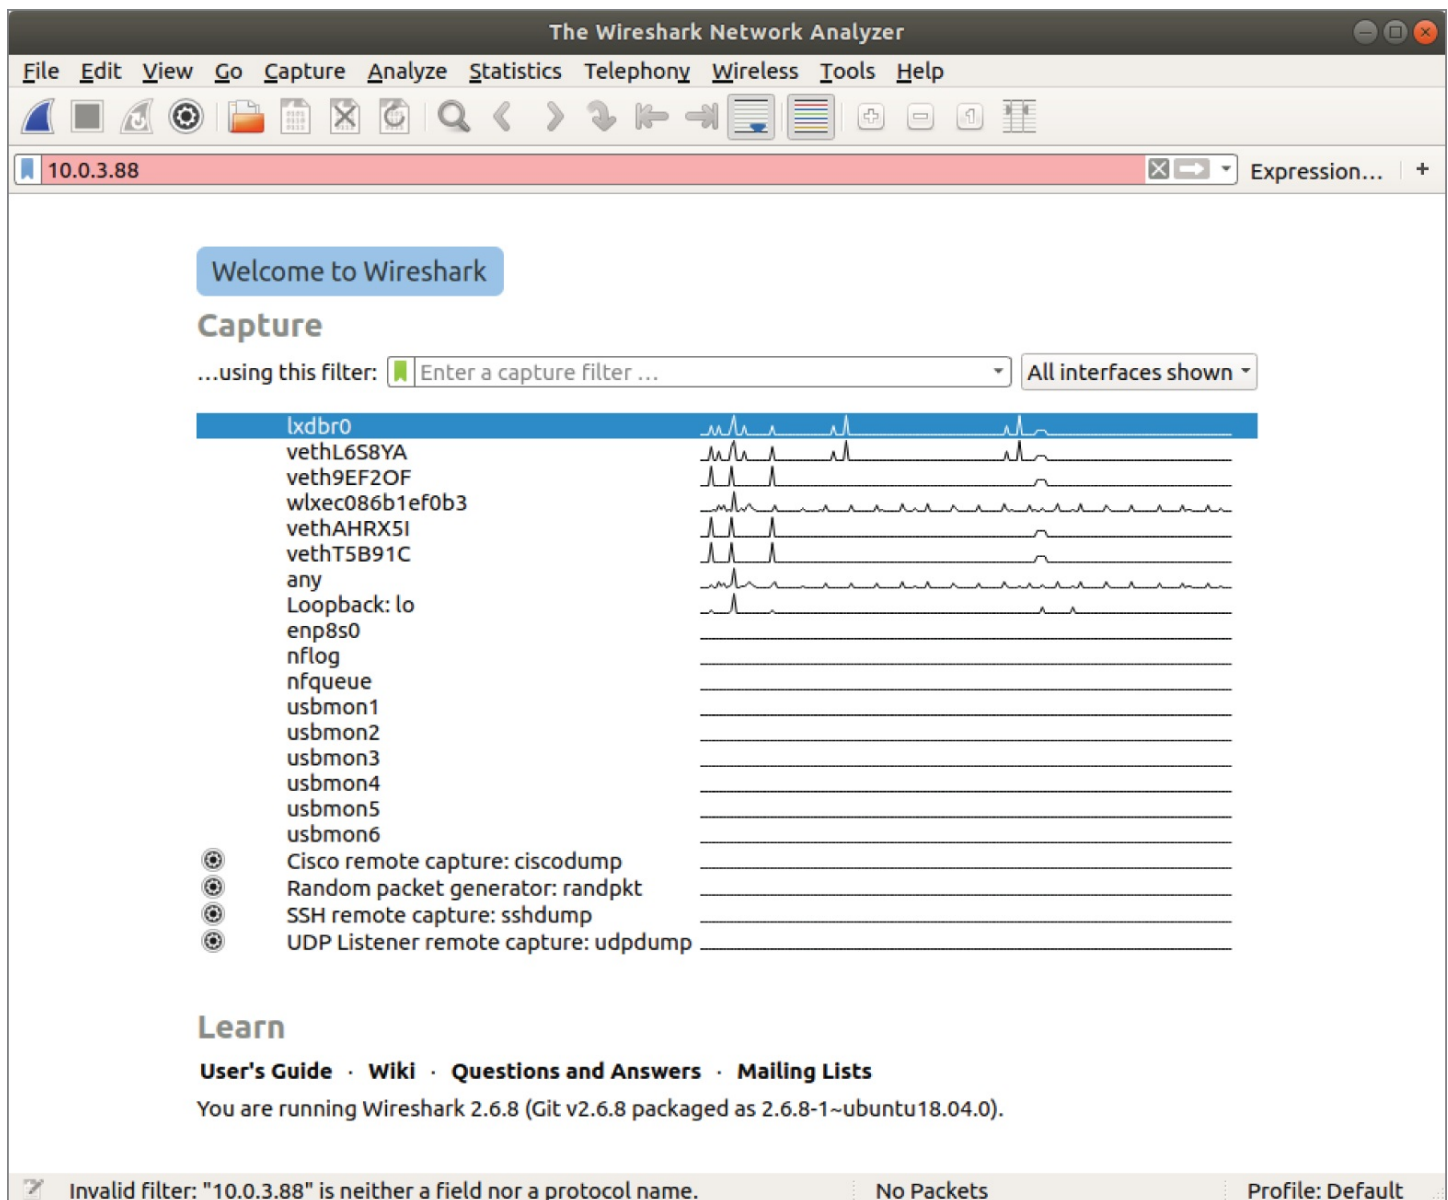 The Wireshark Network Analyzer
File Edit View Go Capture Analyze Statistics Telephony Wireless Tools Help
10.0.3.88 Expression… +
Welcome to Wireshark
Capture
…using this filter: Enter a capture filter … All interfaces shown
lxdbr0
vethL6S8YA
veth9EF2OF
wlxec086b1ef0b3
vethAHRX5I
vethT5B91C
any
Loopback: lo
enp8s0
nflog
nfqueue
usbmon1
usbmon2
usbmon3
usbmon4
usbmon5
usbmon6
Cisco remote capture: ciscodump
Random packet generator: randpkt
SSH remote capture: sshdump
UDP Listener remote capture: udpdump
Learn
User's Guide · Wiki · Questions and Answers · Mailing Lists
You are running Wireshark 2.6.8 (Git v2.6.8 packaged as 2.6.8-1~ubuntu18.04.0).
Invalid filter: "10.0.3.88" is neither a field nor a protocol name. No Packets Profile: Default